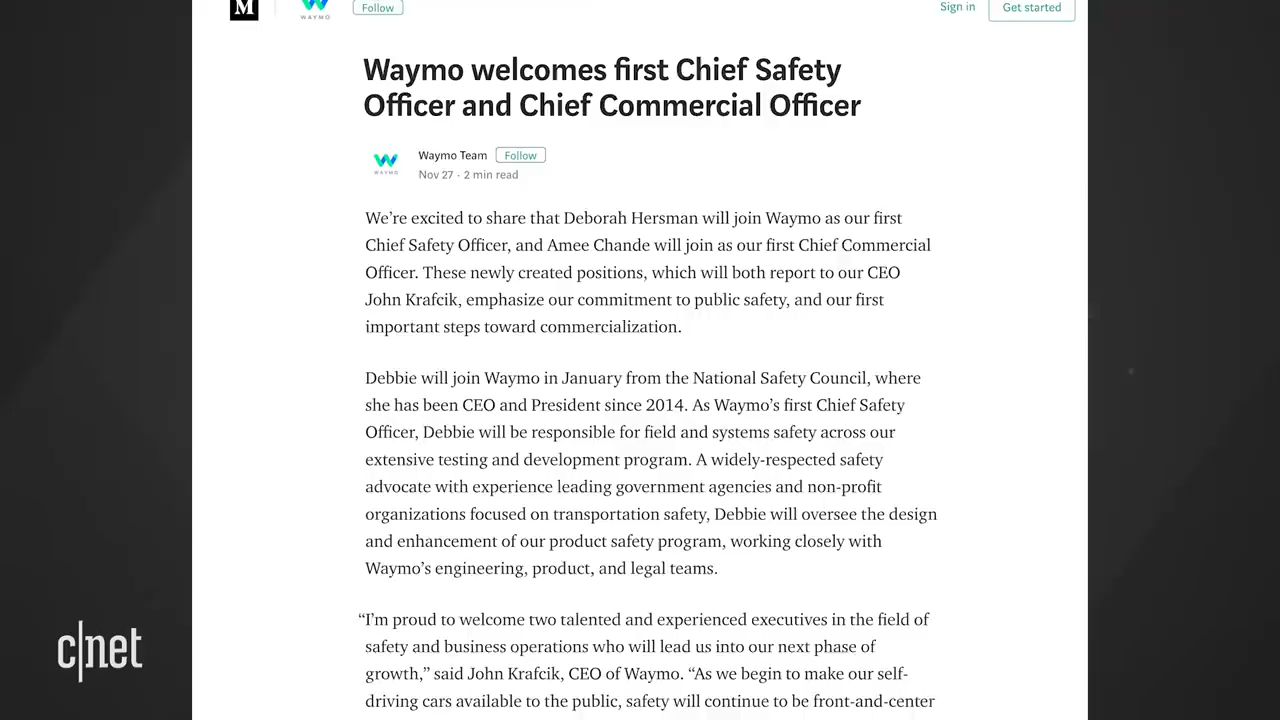 M
WAYMO
Follow
Sign in
Get started
Waymo welcomes first Chief Safety
Officer and Chief Commercial Officer
WAYMO
Waymo Team
Follow
Nov 27 · 2 min read
We’re excited to share that Deborah Hersman will join Waymo as our first
Chief Safety Officer, and Amee Chande will join as our first Chief Commercial
Officer. These newly created positions, which will both report to our CEO
John Krafcik, emphasize our commitment to public safety, and our first
important steps toward commercialization.
Debbie will join Waymo in January from the National Safety Council, where
she has been CEO and President since 2014. As Waymo’s first Chief Safety
Officer, Debbie will be responsible for field and systems safety across our
extensive testing and development program. A widely-respected safety
advocate with experience leading government agencies and non-profit
organizations focused on transportation safety, Debbie will oversee the design
and enhancement of our product safety program, working closely with
Waymo’s engineering, product, and legal teams.
“I’m proud to welcome two talented and experienced executives in the field of
safety and business operations who will lead us into our next phase of
growth,” said John Krafcik, CEO of Waymo. “As we begin to make our self-
driving cars available to the public, safety will continue to be front-and-center
c|net